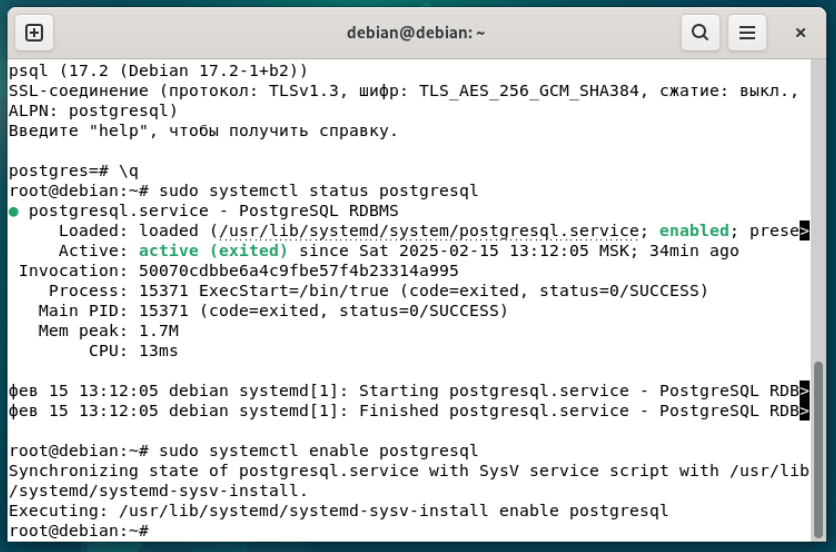 debian@debian: ~
psql (17.2 (Debian 17.2-1+b2))
SSL-соединение (протокол: TLSv1.3, шифр: TLS_AES_256_GCM_SHA384, сжатие: выкл.,
ALPN: postgresql)
Введите "help", чтобы получить справку.
postgres=# \q
root@debian:~# sudo systemctl status postgresql
● postgresql.service - PostgreSQL RDBMS
Loaded: loaded (/usr/lib/systemd/system/postgresql.service; enabled; prese>
Active: active (exited) since Sat 2025-02-15 13:12:05 MSK; 34min ago
Invocation: 50070cdbbe6a4c9fbe57f4b23314a995
Process: 15371 ExecStart=/bin/true (code=exited, status=0/SUCCESS)
Main PID: 15371 (code=exited, status=0/SUCCESS)
Mem peak: 1.7M
CPU: 13ms
фев 15 13:12:05 debian systemd[1]: Starting postgresql.service - PostgreSQL RDB>
фев 15 13:12:05 debian systemd[1]: Finished postgresql.service - PostgreSQL RDB>
root@debian:~# sudo systemctl enable postgresql
Synchronizing state of postgresql.service with SysV service script with /usr/lib
/systemd/systemd-sysv-install.
Executing: /usr/lib/systemd/systemd-sysv-install enable postgresql
root@debian:~#